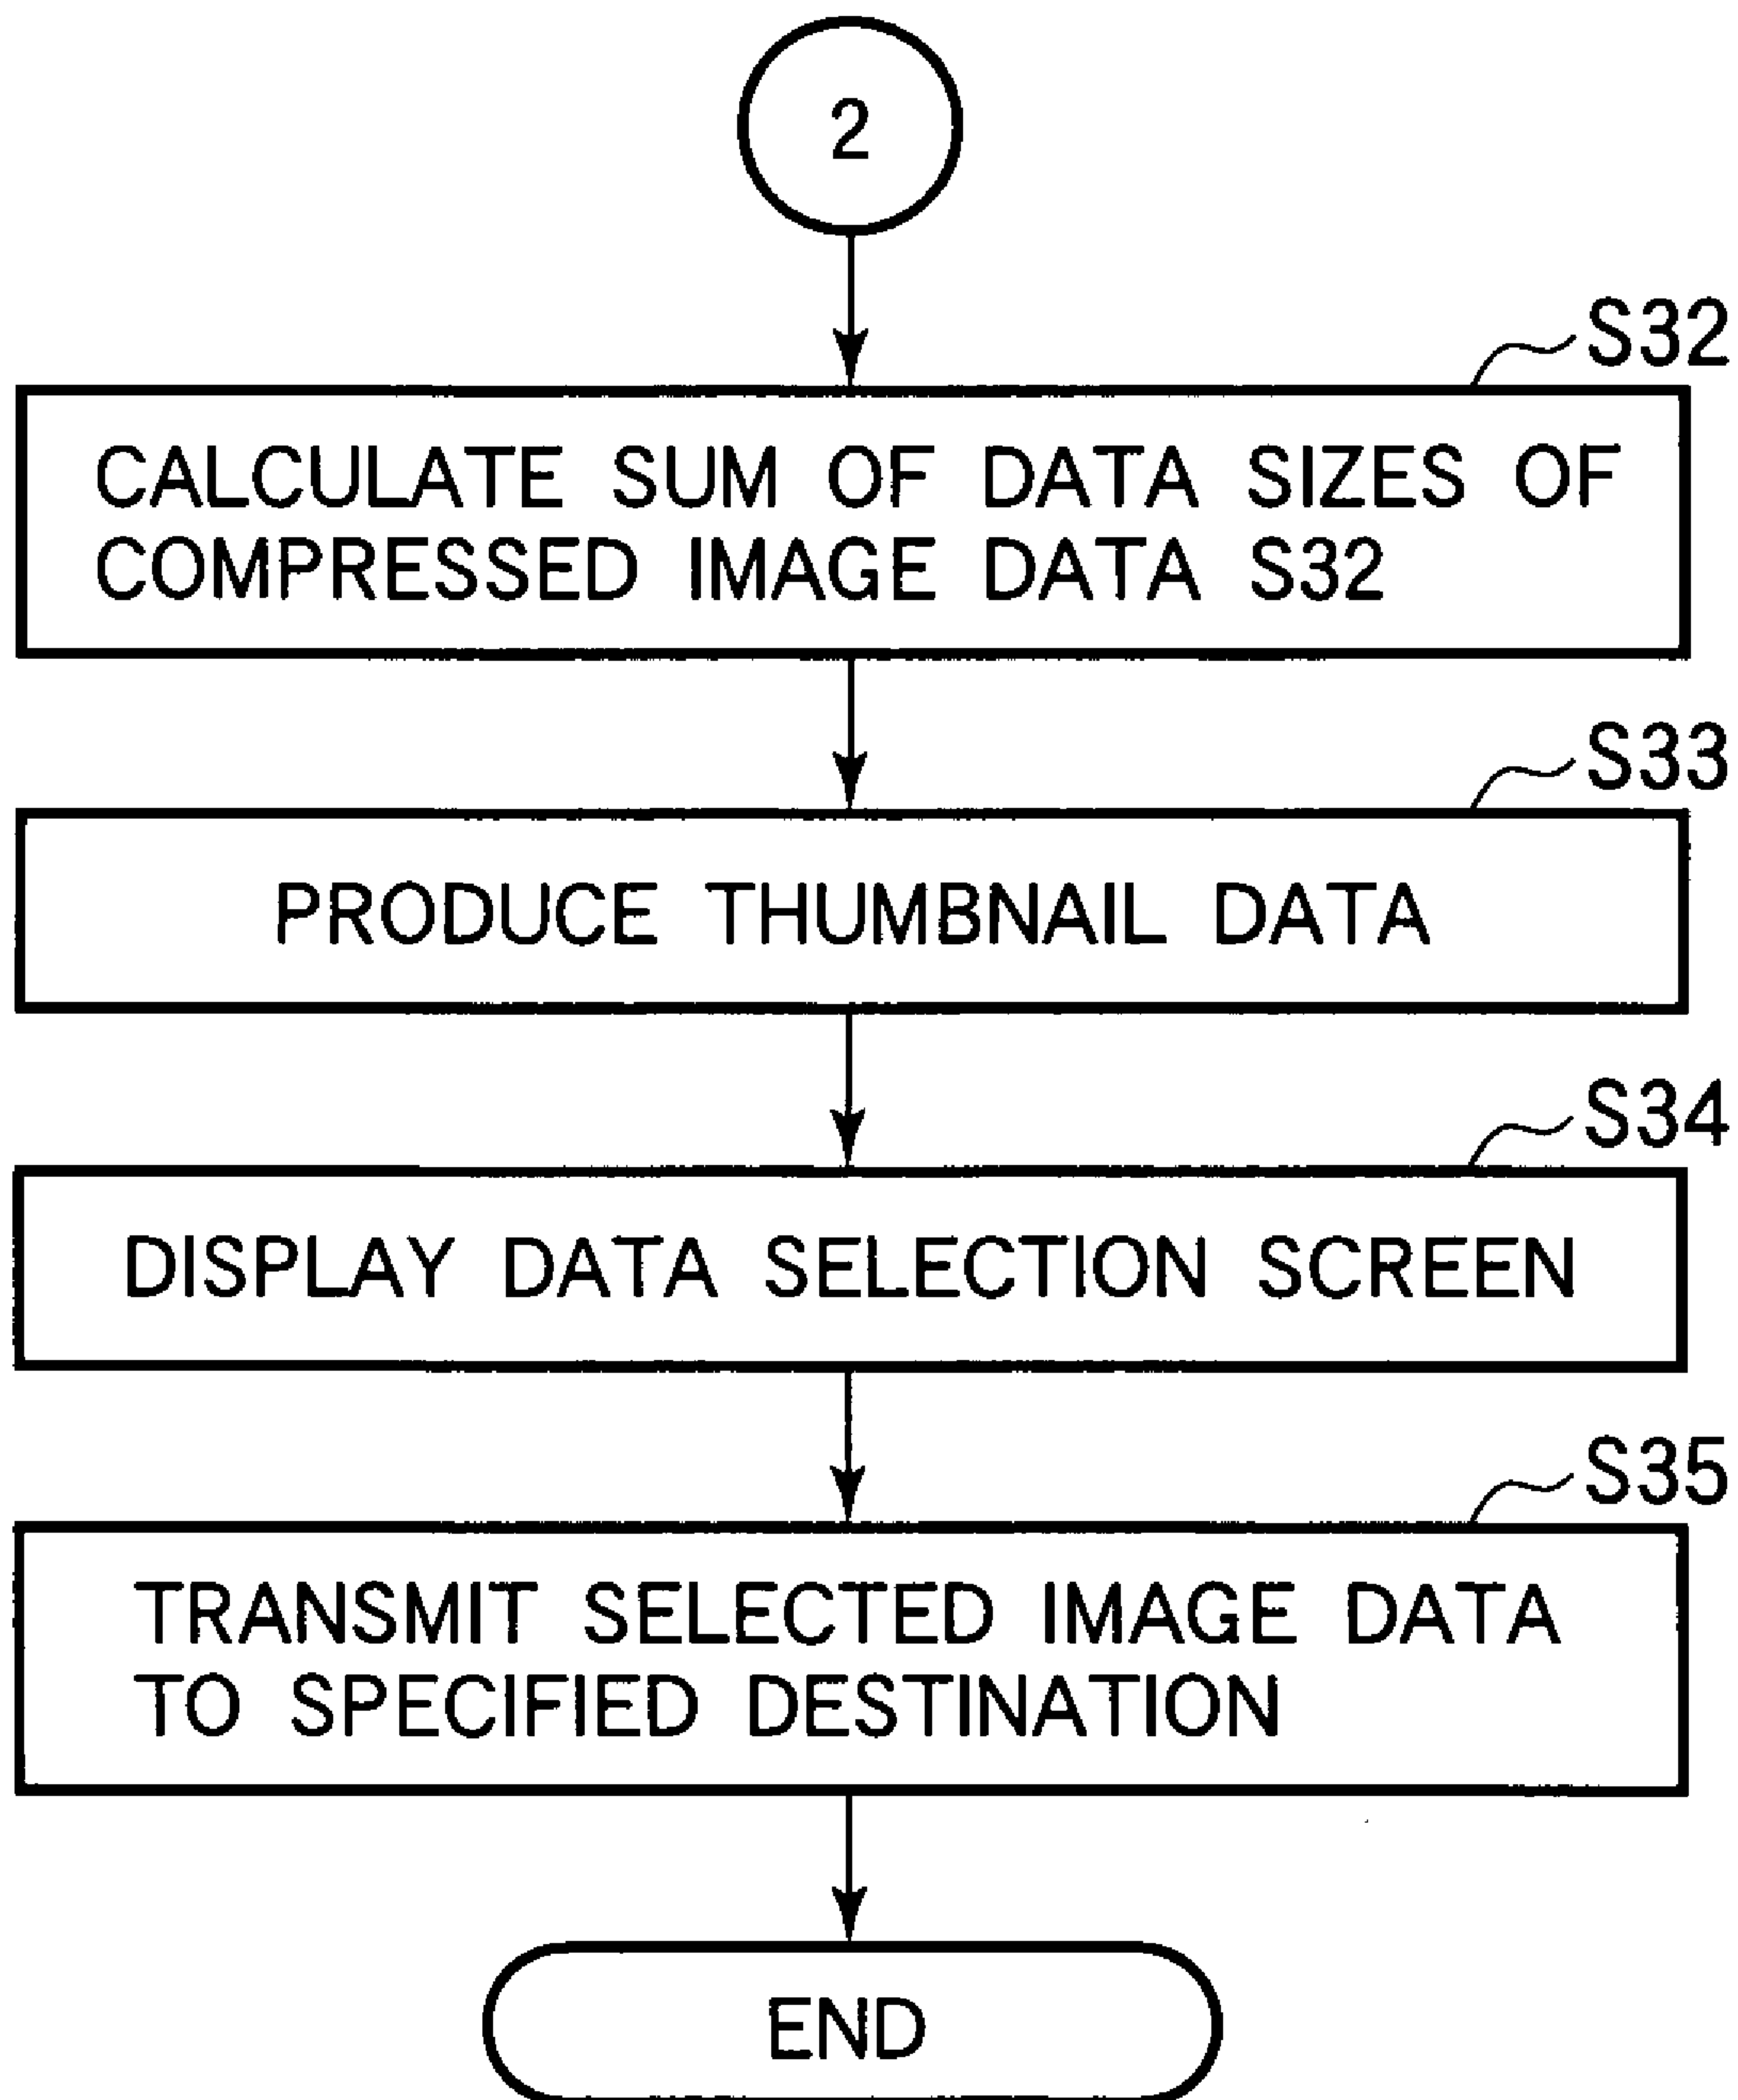 2
S32
CALCULATE SUM OF DATA SIZES OF
COMPRESSED IMAGE DATA S32
S33
PRODUCE THUMBNAIL DATA
S34
DISPLAY DATA SELECTION SCREEN
S35
TRANSMIT SELECTED IMAGE DATA
TO SPECIFIED DESTINATION
END